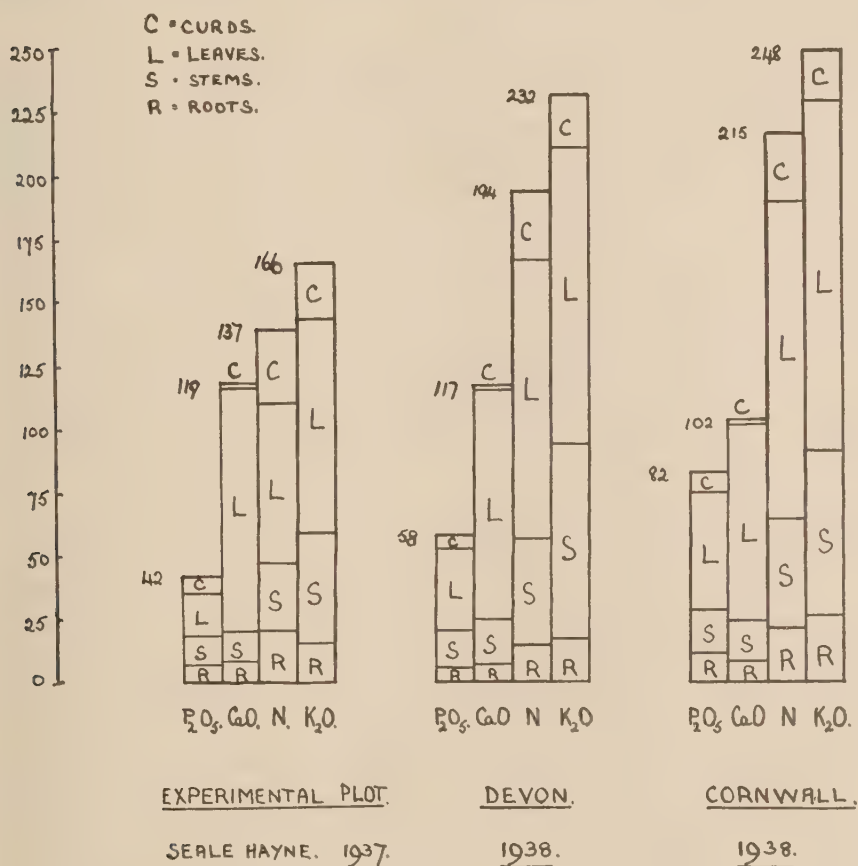 C = CURDS.
L = LEAVES.
S = STEMS.
R = ROOTS.
250
225
200
175
150
125
100
75
50
25
0
42
C
L
S
R
119
C
L
S
R
137
C
L
S
R
166
C
L
S
R
P₂O₅. CaO. N. K₂O.
EXPERIMENTAL PLOT.
SEALE HAYNE. 1937.
58
C
L
S
R
117
C
L
S
R
194
C
L
S
R
232
C
L
S
R
P₂O₅. CaO N K₂O
DEVON.
1938.
82
C
L
S
R
102
C
L
S
R
215
C
L
S
R
248
C
L
S
R
P₂O₅ CaO N K₂O.
CORNWALL.
1938.